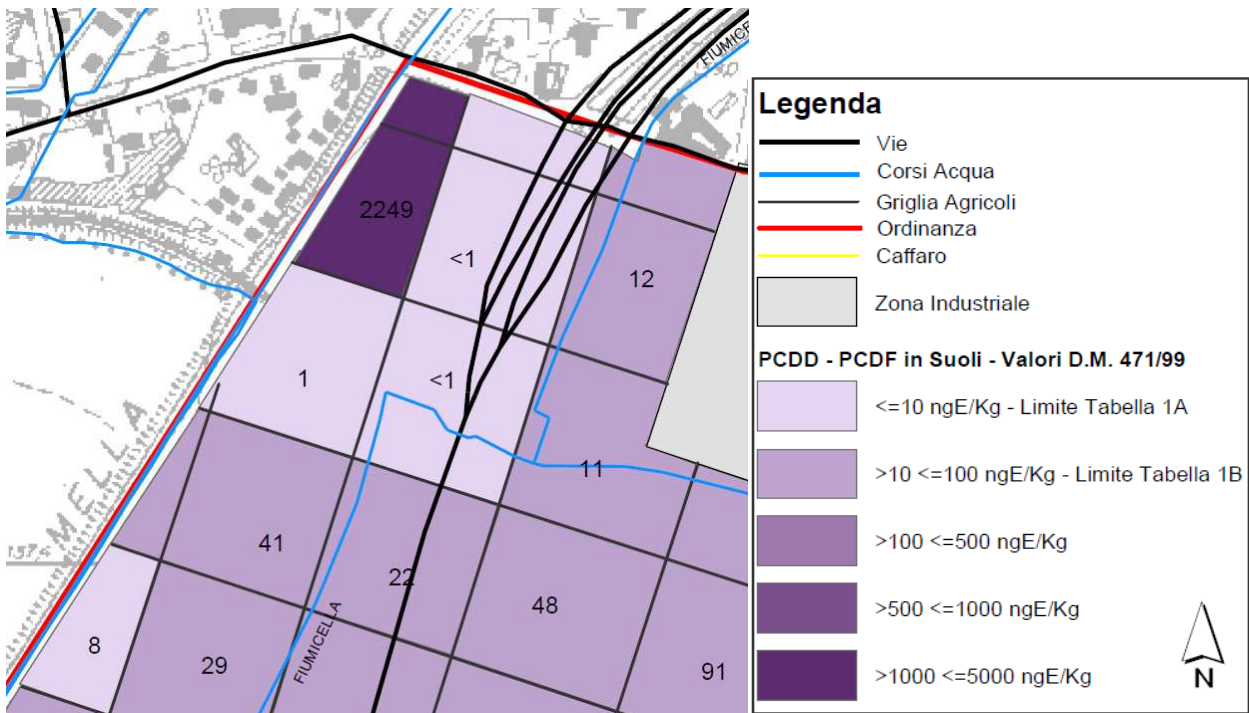 FIUMICE
2249
<1
12
1
<1
11
MELLA
41
22
48
FIUMICELLA
8
29
91
Legenda
Vie
Corsi Acqua
Griglia Agricoli
Ordinanza
Caffaro
Zona Industriale
PCDD - PCDF in Suoli - Valori D.M. 471/99
<=10 ngE/Kg - Limite Tabella 1A
>10 <=100 ngE/Kg - Limite Tabella 1B
>100 <=500 ngE/Kg
>500 <=1000 ngE/Kg
>1000 <=5000 ngE/Kg
N